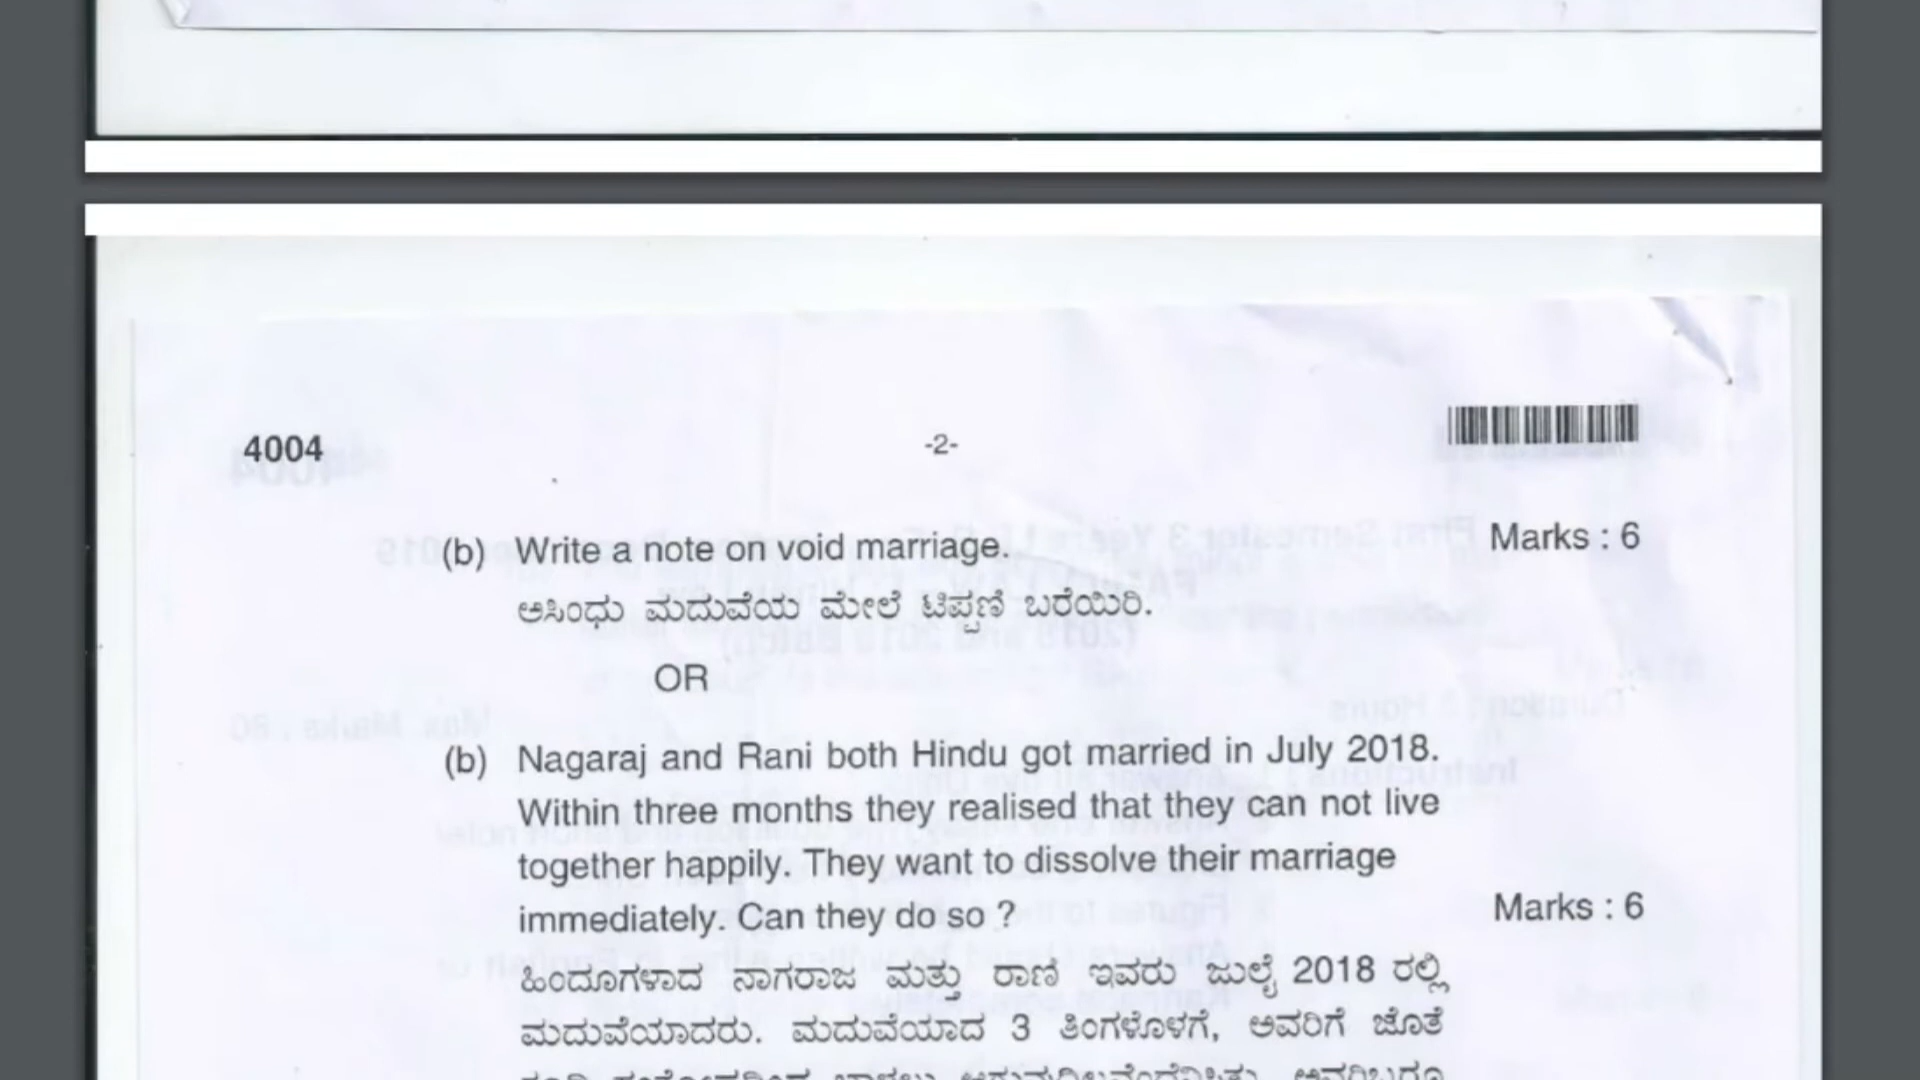 4004
-2-
(b) Write a note on void marriage. Marks : 6
ಅಸಿಂಧು ಮದುವೆಯ ಮೇಲೆ ಟಿಪ್ಪಣಿ ಬರೆಯಿರಿ.
OR
(b) Nagaraj and Rani both Hindu got married in July 2018.
Within three months they realised that they can not live
together happily. They want to dissolve their marriage
immediately. Can they do so ? Marks : 6
ಹಿಂದೂಗಳಾದ ನಾಗರಾಜ ಮತ್ತು ರಾಣಿ ಇವರು ಜುಲೈ 2018 ರಲ್ಲಿ
ಮದುವೆಯಾದರು. ಮದುವೆಯಾದ 3 ತಿಂಗಳೊಳಗೆ, ಅವರಿಗೆ ಜೊತೆ